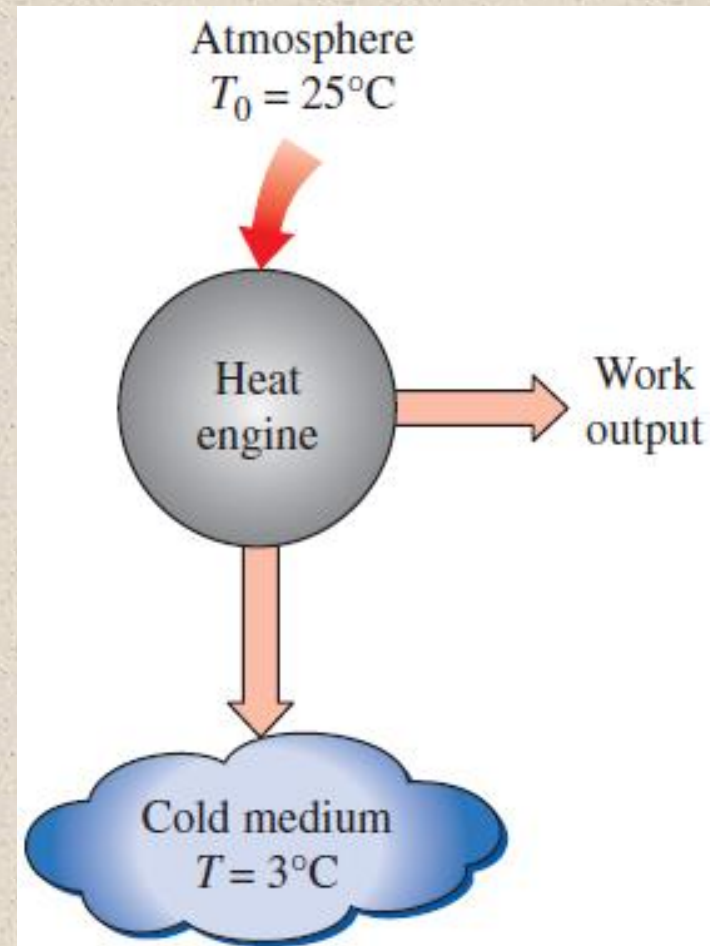 Atmosphere
T₀ = 25°C
Heat
engine
Work
output
Cold medium
T = 3°C